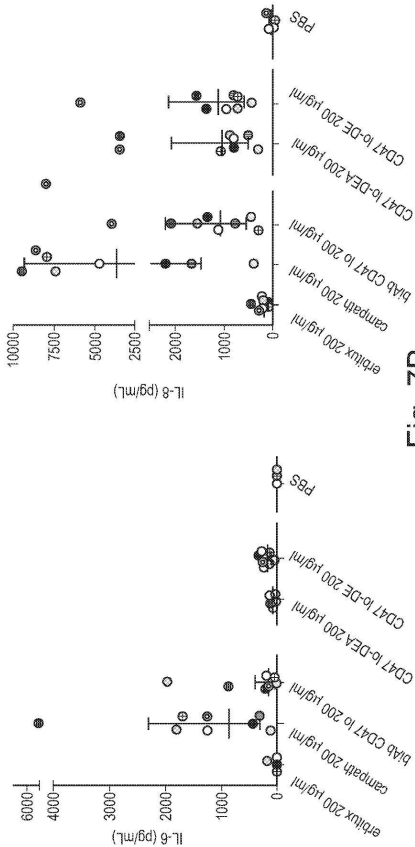 IL-6 (pg/mL)
6000
4000
3000
2000
1000
0
erbitux 200 µg/ml
campath 200 µg/ml
biAb CD47 lo 200 µg/ml
CD47 lo-DEA 200 µg/ml
CD47 lo-DE 200 µg/ml
PBS
IL-8 (pg/mL)
10000
7500
5000
2500
2000
1000
0
erbitux 200 µg/ml
campath 200 µg/ml
biAb CD47 lo 200 µg/ml
CD47 lo-DEA 200 µg/ml
CD47 lo-DE 200 µg/ml
PBS
Fig.